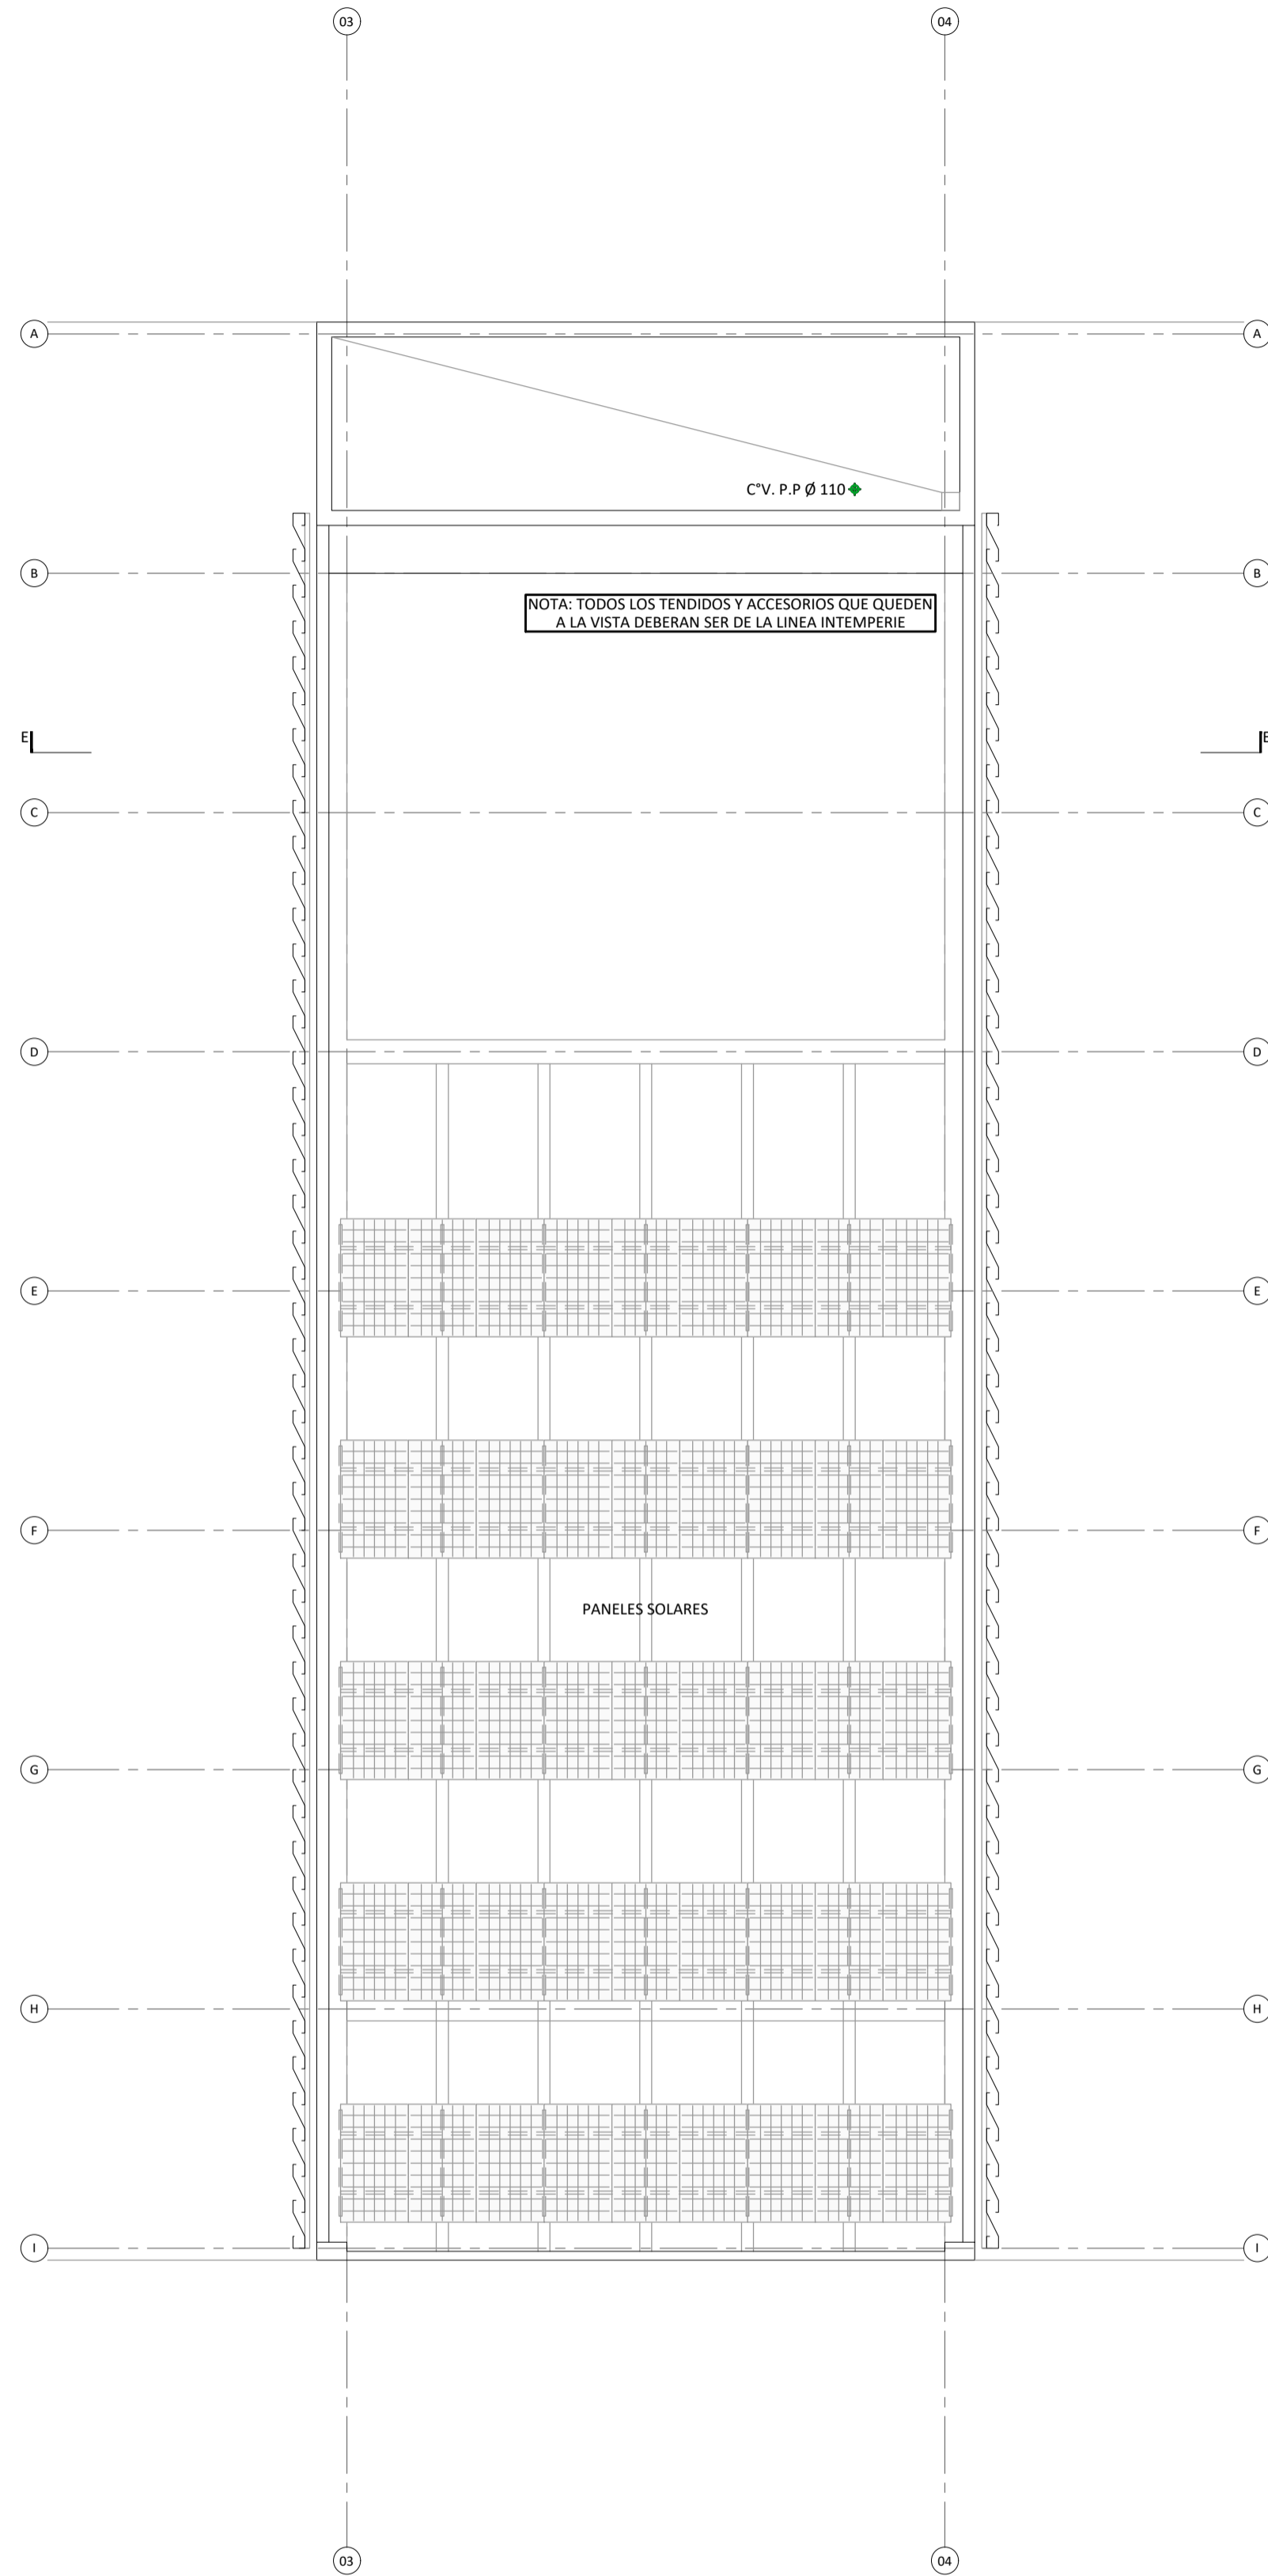 03 04
A A
C°V. P.P Ø 110
B B
NOTA: TODOS LOS TENDIDOS Y ACCESORIOS QUE QUEDEN
A LA VISTA DEBERAN SER DE LA LINEA INTEMPERIE
E E
C C
D D
E E
F F
PANELES SOLARES
G G
H H
I I
03 04